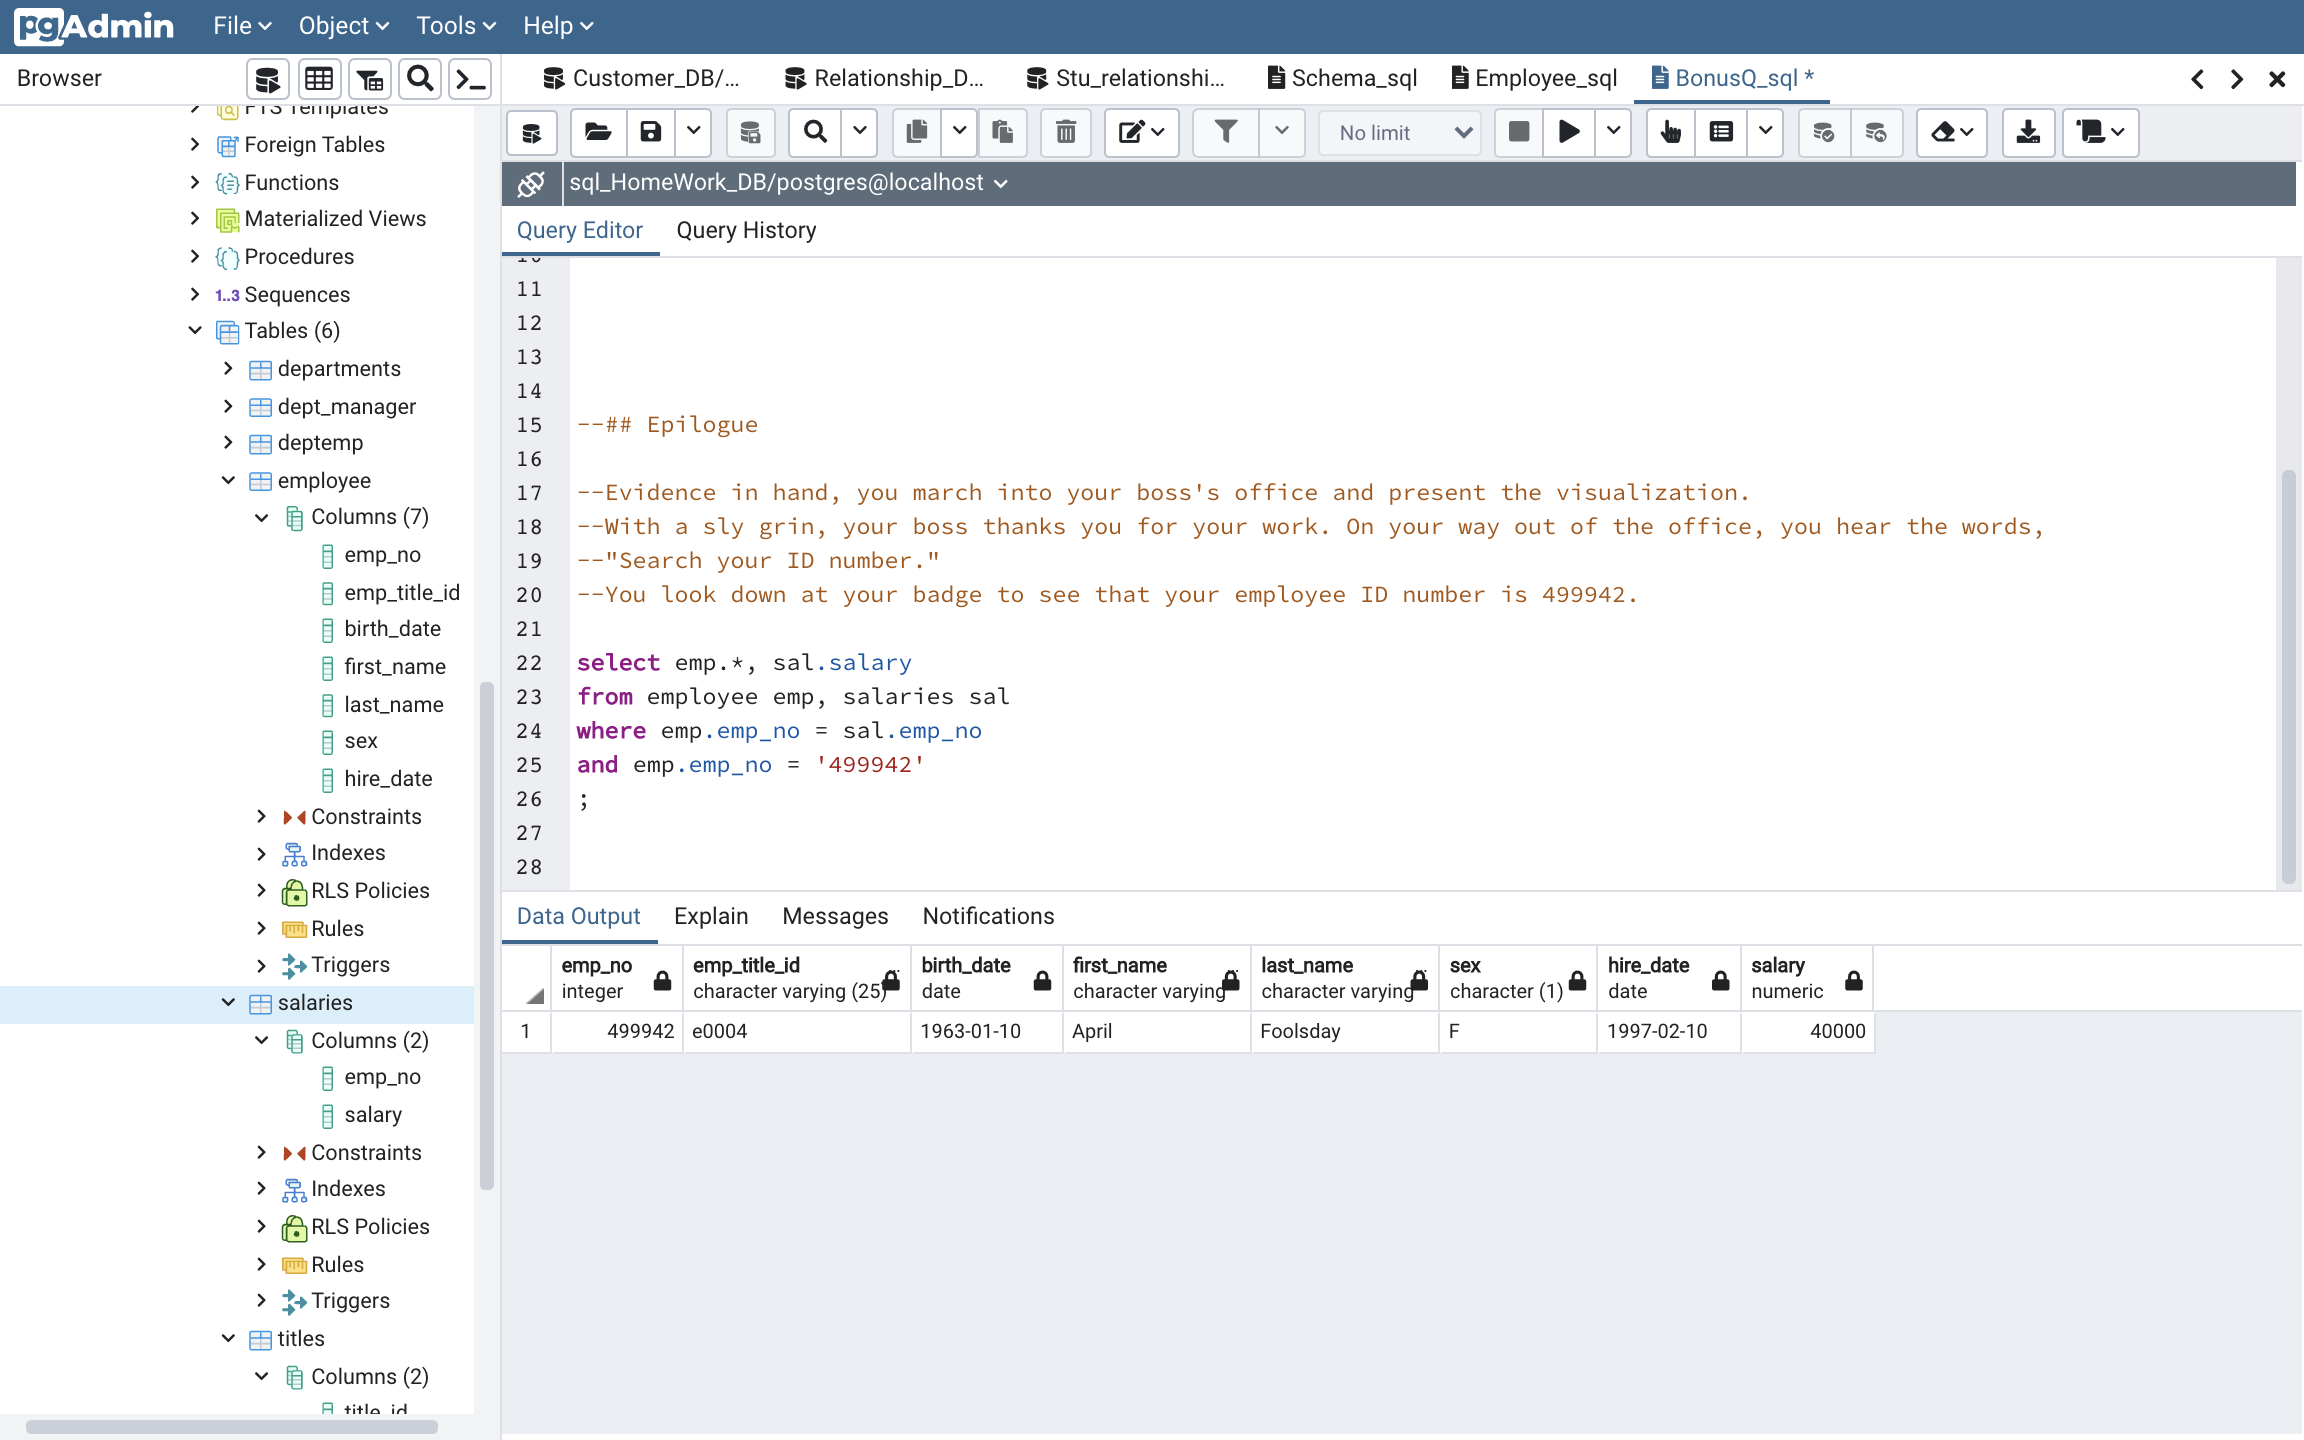 pgAdmin
File
Object
Tools
Help
Browser
Customer_DB/...
Relationship_D...
Stu_relationshi...
Schema_sql
Employee_sql
BonusQ_sql *
No limit
sql_HomeWork_DB/postgres@localhost
Query Editor
Query History
FTS Templates
Foreign Tables
Functions
Materialized Views
Procedures
1..3 Sequences
Tables (6)
departments
dept_manager
deptemp
employee
Columns (7)
emp_no
emp_title_id
birth_date
first_name
last_name
sex
hire_date
Constraints
Indexes
RLS Policies
Rules
Triggers
salaries
Columns (2)
emp_no
salary
Constraints
Indexes
RLS Policies
Rules
Triggers
titles
Columns (2)
title_id
10
11
12
13
14
15 --## Epilogue
16
17 --Evidence in hand, you march into your boss's office and present the visualization.
18 --With a sly grin, your boss thanks you for your work. On your way out of the office, you hear the words,
19 --"Search your ID number."
20 --You look down at your badge to see that your employee ID number is 499942.
21
22 select emp.*, sal.salary
23 from employee emp, salaries sal
24 where emp.emp_no = sal.emp_no
25 and emp.emp_no = '499942'
26 ;
27
28
Data Output
Explain
Messages
Notifications
emp_no emp_title_id birth_date first_name last_name sex hire_date salary
integer character varying (25) date character varying character varying character (1) date numeric
1 499942 e0004 1963-01-10 April Foolsday F 1997-02-10 40000